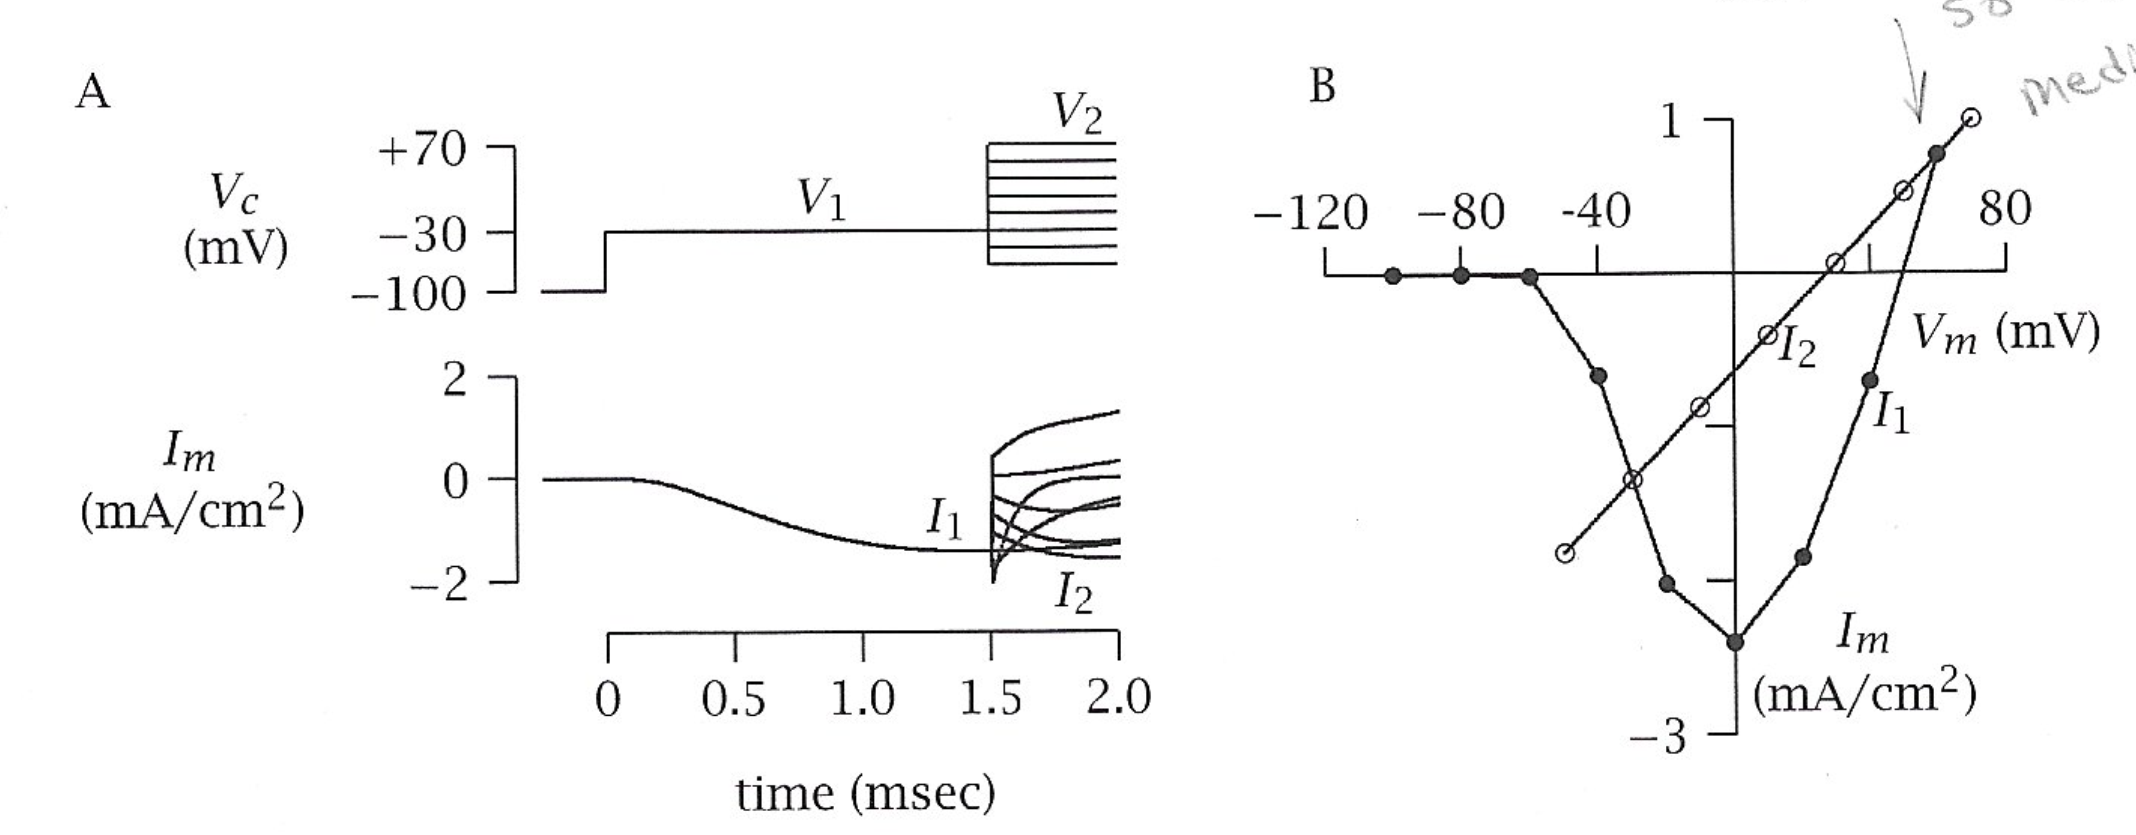 A
V2
+70
Vc
V1
(mV)
−30
−100
2
Im
0
(mA/cm2)
I1
−2
I2
0 0.5 1.0 1.5 2.0
time (msec)
B
1
−120 −80 -40 80
Vm (mV)
I2
I1
Im
(mA/cm2)
−3